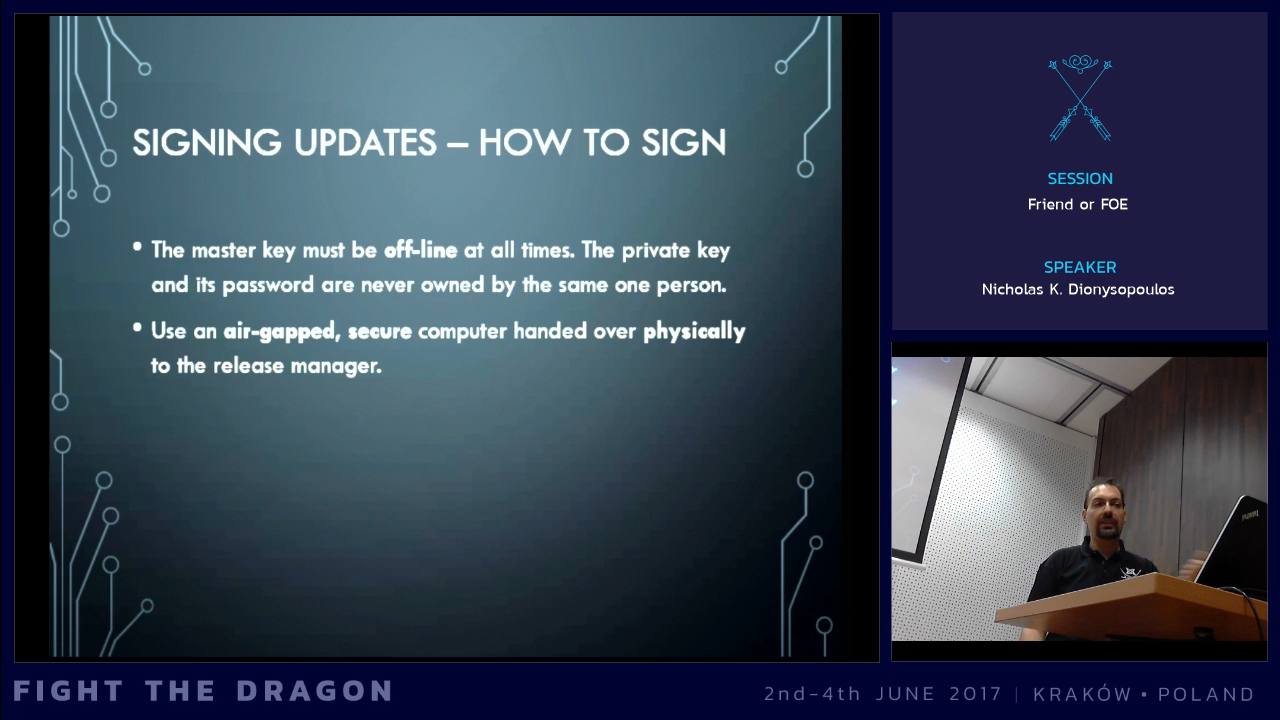 SIGNING UPDATES – HOW TO SIGN
• The master key must be off-line at all times. The private key
and its password are never owned by the same one person.
• Use an air-gapped, secure computer handed over physically
to the release manager.
SESSION
Friend or FOE
SPEAKER
Nicholas K. Dionysopoulos
FIGHT THE DRAGON
2nd-4th JUNE 2017 | KRAKÓW • POLAND